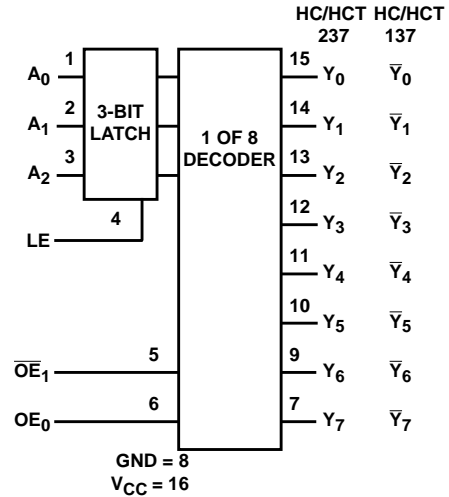 HC/HCT HC/HCT
237 137
1 15
A0 Y0 Y̅0
3-BIT
LATCH
2 14
A1 Y1 Y̅1
1 OF 8
DECODER
3 13
A2 Y2 Y̅2
4 12
Y3 Y̅3
LE
11
Y4 Y̅4
10
Y5 Y̅5
5 9
O̅E̅1 Y6 Y̅6
6 7
OE0 Y7 Y̅7
GND = 8
VCC = 16